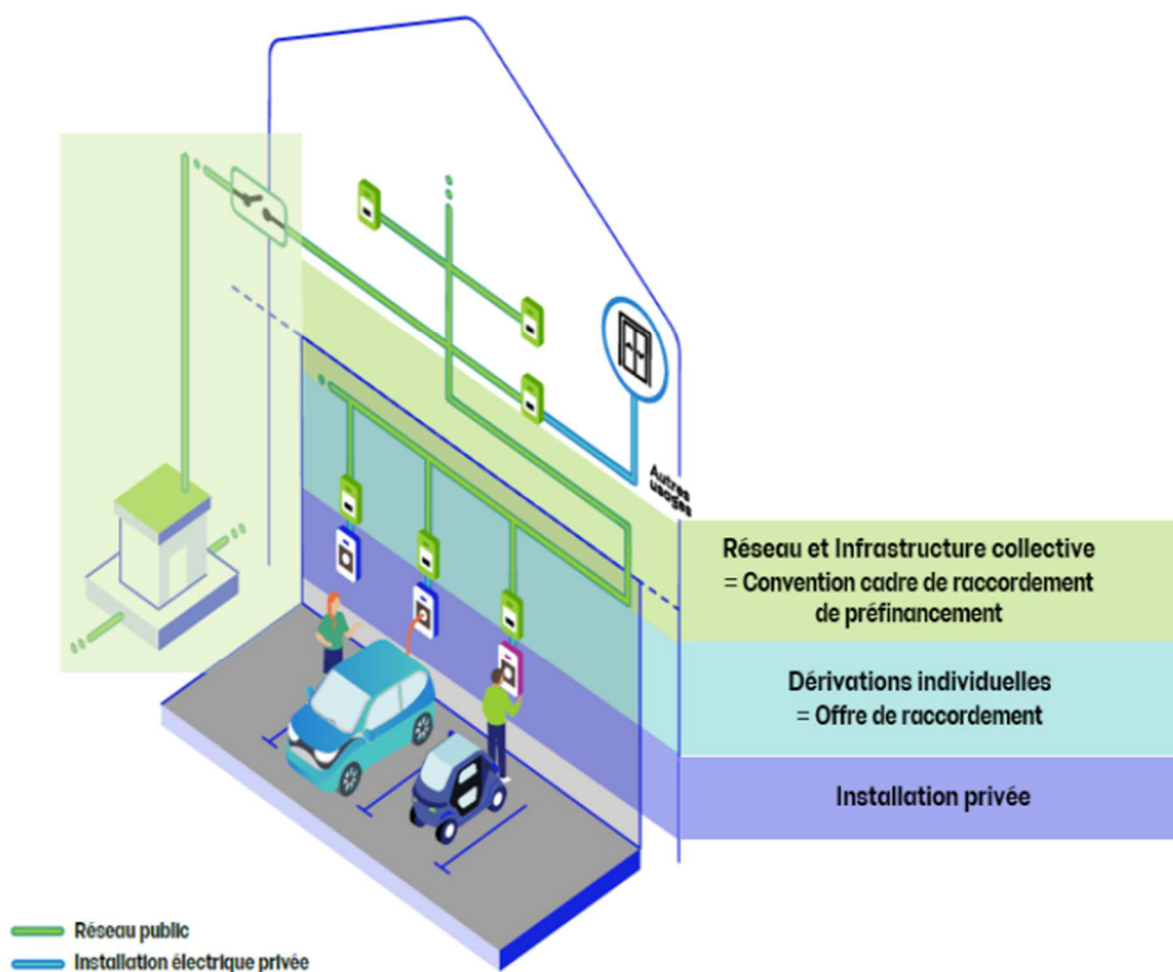 Autres
usages
Réseau et Infrastructure collective
= Convention cadre de raccordement
de préfinancement
Dérivations individuelles
= Offre de raccordement
Installation privée
Réseau public
Installation électrique privée